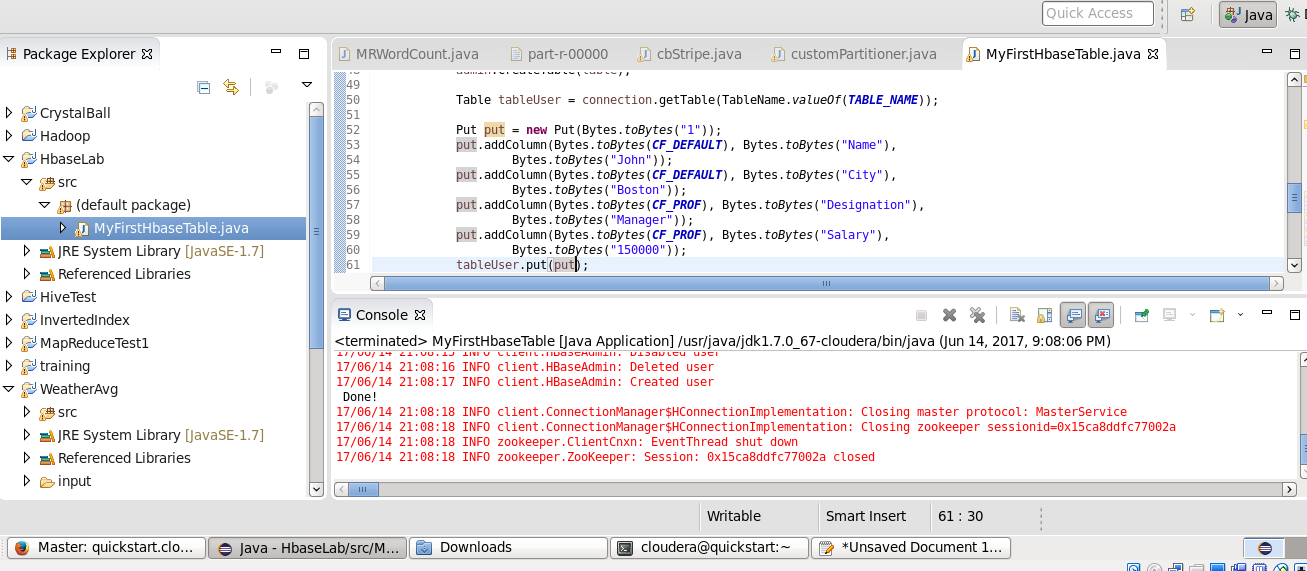 Quick Access
Java
Package Explorer
CrystalBall
Hadoop
HbaseLab
src
(default package)
MyFirstHbaseTable.java
JRE System Library [JavaSE-1.7]
Referenced Libraries
HiveTest
InvertedIndex
MapReduceTest1
training
WeatherAvg
src
JRE System Library [JavaSE-1.7]
Referenced Libraries
input
MRWordCount.java
part-r-00000
cbStripe.java
customPartitioner.java
MyFirstHbaseTable.java
48 admin.createTable(table);
49
50 Table tableUser = connection.getTable(TableName.valueOf(TABLE_NAME));
51
52 Put put = new Put(Bytes.toBytes("1"));
53 put.addColumn(Bytes.toBytes(CF_DEFAULT), Bytes.toBytes("Name"),
54 Bytes.toBytes("John"));
55 put.addColumn(Bytes.toBytes(CF_DEFAULT), Bytes.toBytes("City"),
56 Bytes.toBytes("Boston"));
57 put.addColumn(Bytes.toBytes(CF_PROF), Bytes.toBytes("Designation"),
58 Bytes.toBytes("Manager"));
59 put.addColumn(Bytes.toBytes(CF_PROF), Bytes.toBytes("Salary"),
60 Bytes.toBytes("150000"));
61 tableUser.put(put);
Console
<terminated> MyFirstHbaseTable [Java Application] /usr/java/jdk1.7.0_67-cloudera/bin/java (Jun 14, 2017, 9:08:06 PM)
17/06/14 21:08:15 INFO client.HBaseAdmin: Disabled user
17/06/14 21:08:16 INFO client.HBaseAdmin: Deleted user
17/06/14 21:08:17 INFO client.HBaseAdmin: Created user
Done!
17/06/14 21:08:18 INFO client.ConnectionManager$HConnectionImplementation: Closing master protocol: MasterService
17/06/14 21:08:18 INFO client.ConnectionManager$HConnectionImplementation: Closing zookeeper sessionid=0x15ca8ddfc77002a
17/06/14 21:08:18 INFO zookeeper.ClientCnxn: EventThread shut down
17/06/14 21:08:18 INFO zookeeper.ZooKeeper: Session: 0x15ca8ddfc77002a closed
Writable
Smart Insert
61 : 30
Master: quickstart.clo...
Java - HbaseLab/src/M...
Downloads
cloudera@quickstart:~
*Unsaved Document 1...